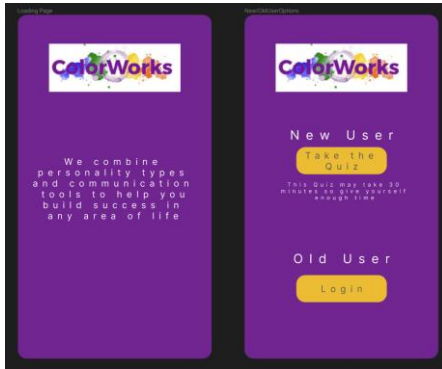 Loading Page
ColorWorks
We combine
personality types
and communication
tools to help you
build success in
any area of life
New/OldUserOptions
ColorWorks
New User
Take the
Quiz
This Quiz may take 30
minutes so give yourself
enough time
Old User
Login